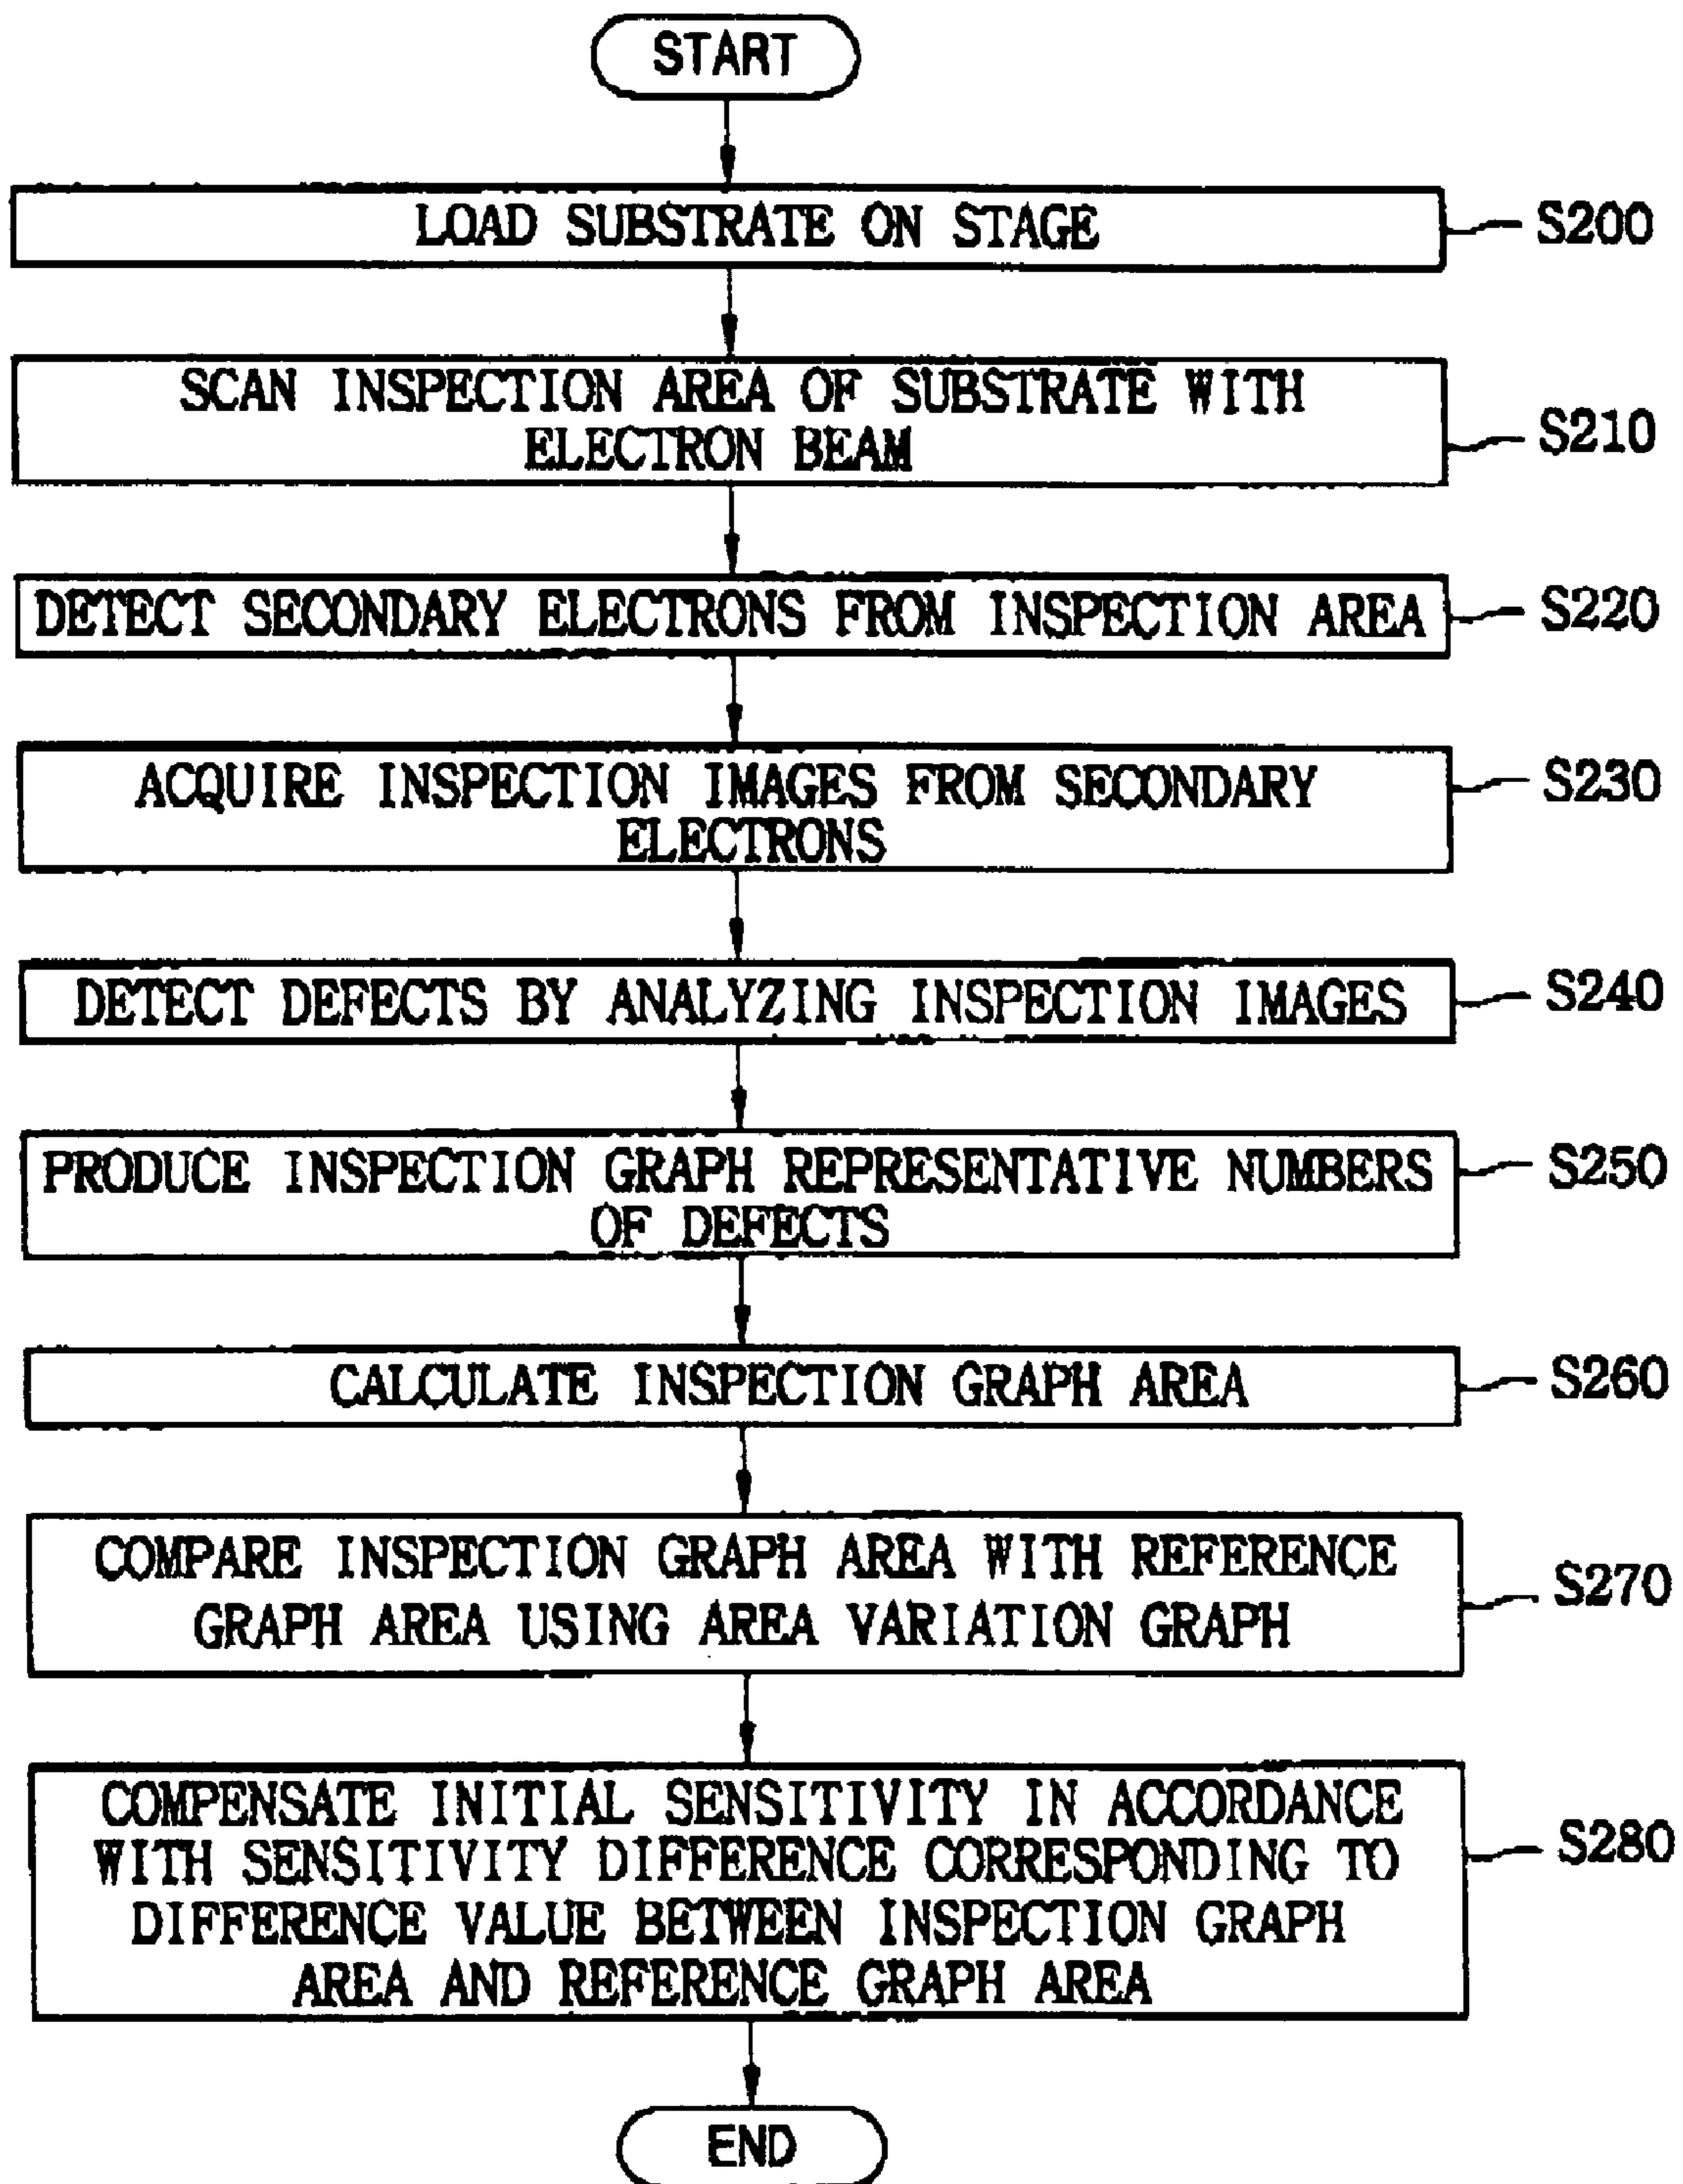 START
LOAD SUBSTRATE ON STAGE
S200
SCAN INSPECTION AREA OF SUBSTRATE WITH
ELECTRON BEAM
S210
DETECT SECONDARY ELECTRONS FROM INSPECTION AREA
S220
ACQUIRE INSPECTION IMAGES FROM SECONDARY
ELECTRONS
S230
DETECT DEFECTS BY ANALYZING INSPECTION IMAGES
S240
PRODUCE INSPECTION GRAPH REPRESENTATIVE NUMBERS
OF DEFECTS
S250
CALCULATE INSPECTION GRAPH AREA
S260
COMPARE INSPECTION GRAPH AREA WITH REFERENCE
GRAPH AREA USING AREA VARIATION GRAPH
S270
COMPENSATE INITIAL SENSITIVITY IN ACCORDANCE
WITH SENSITIVITY DIFFERENCE CORRESPONDING TO
DIFFERENCE VALUE BETWEEN INSPECTION GRAPH
AREA AND REFERENCE GRAPH AREA
S280
END